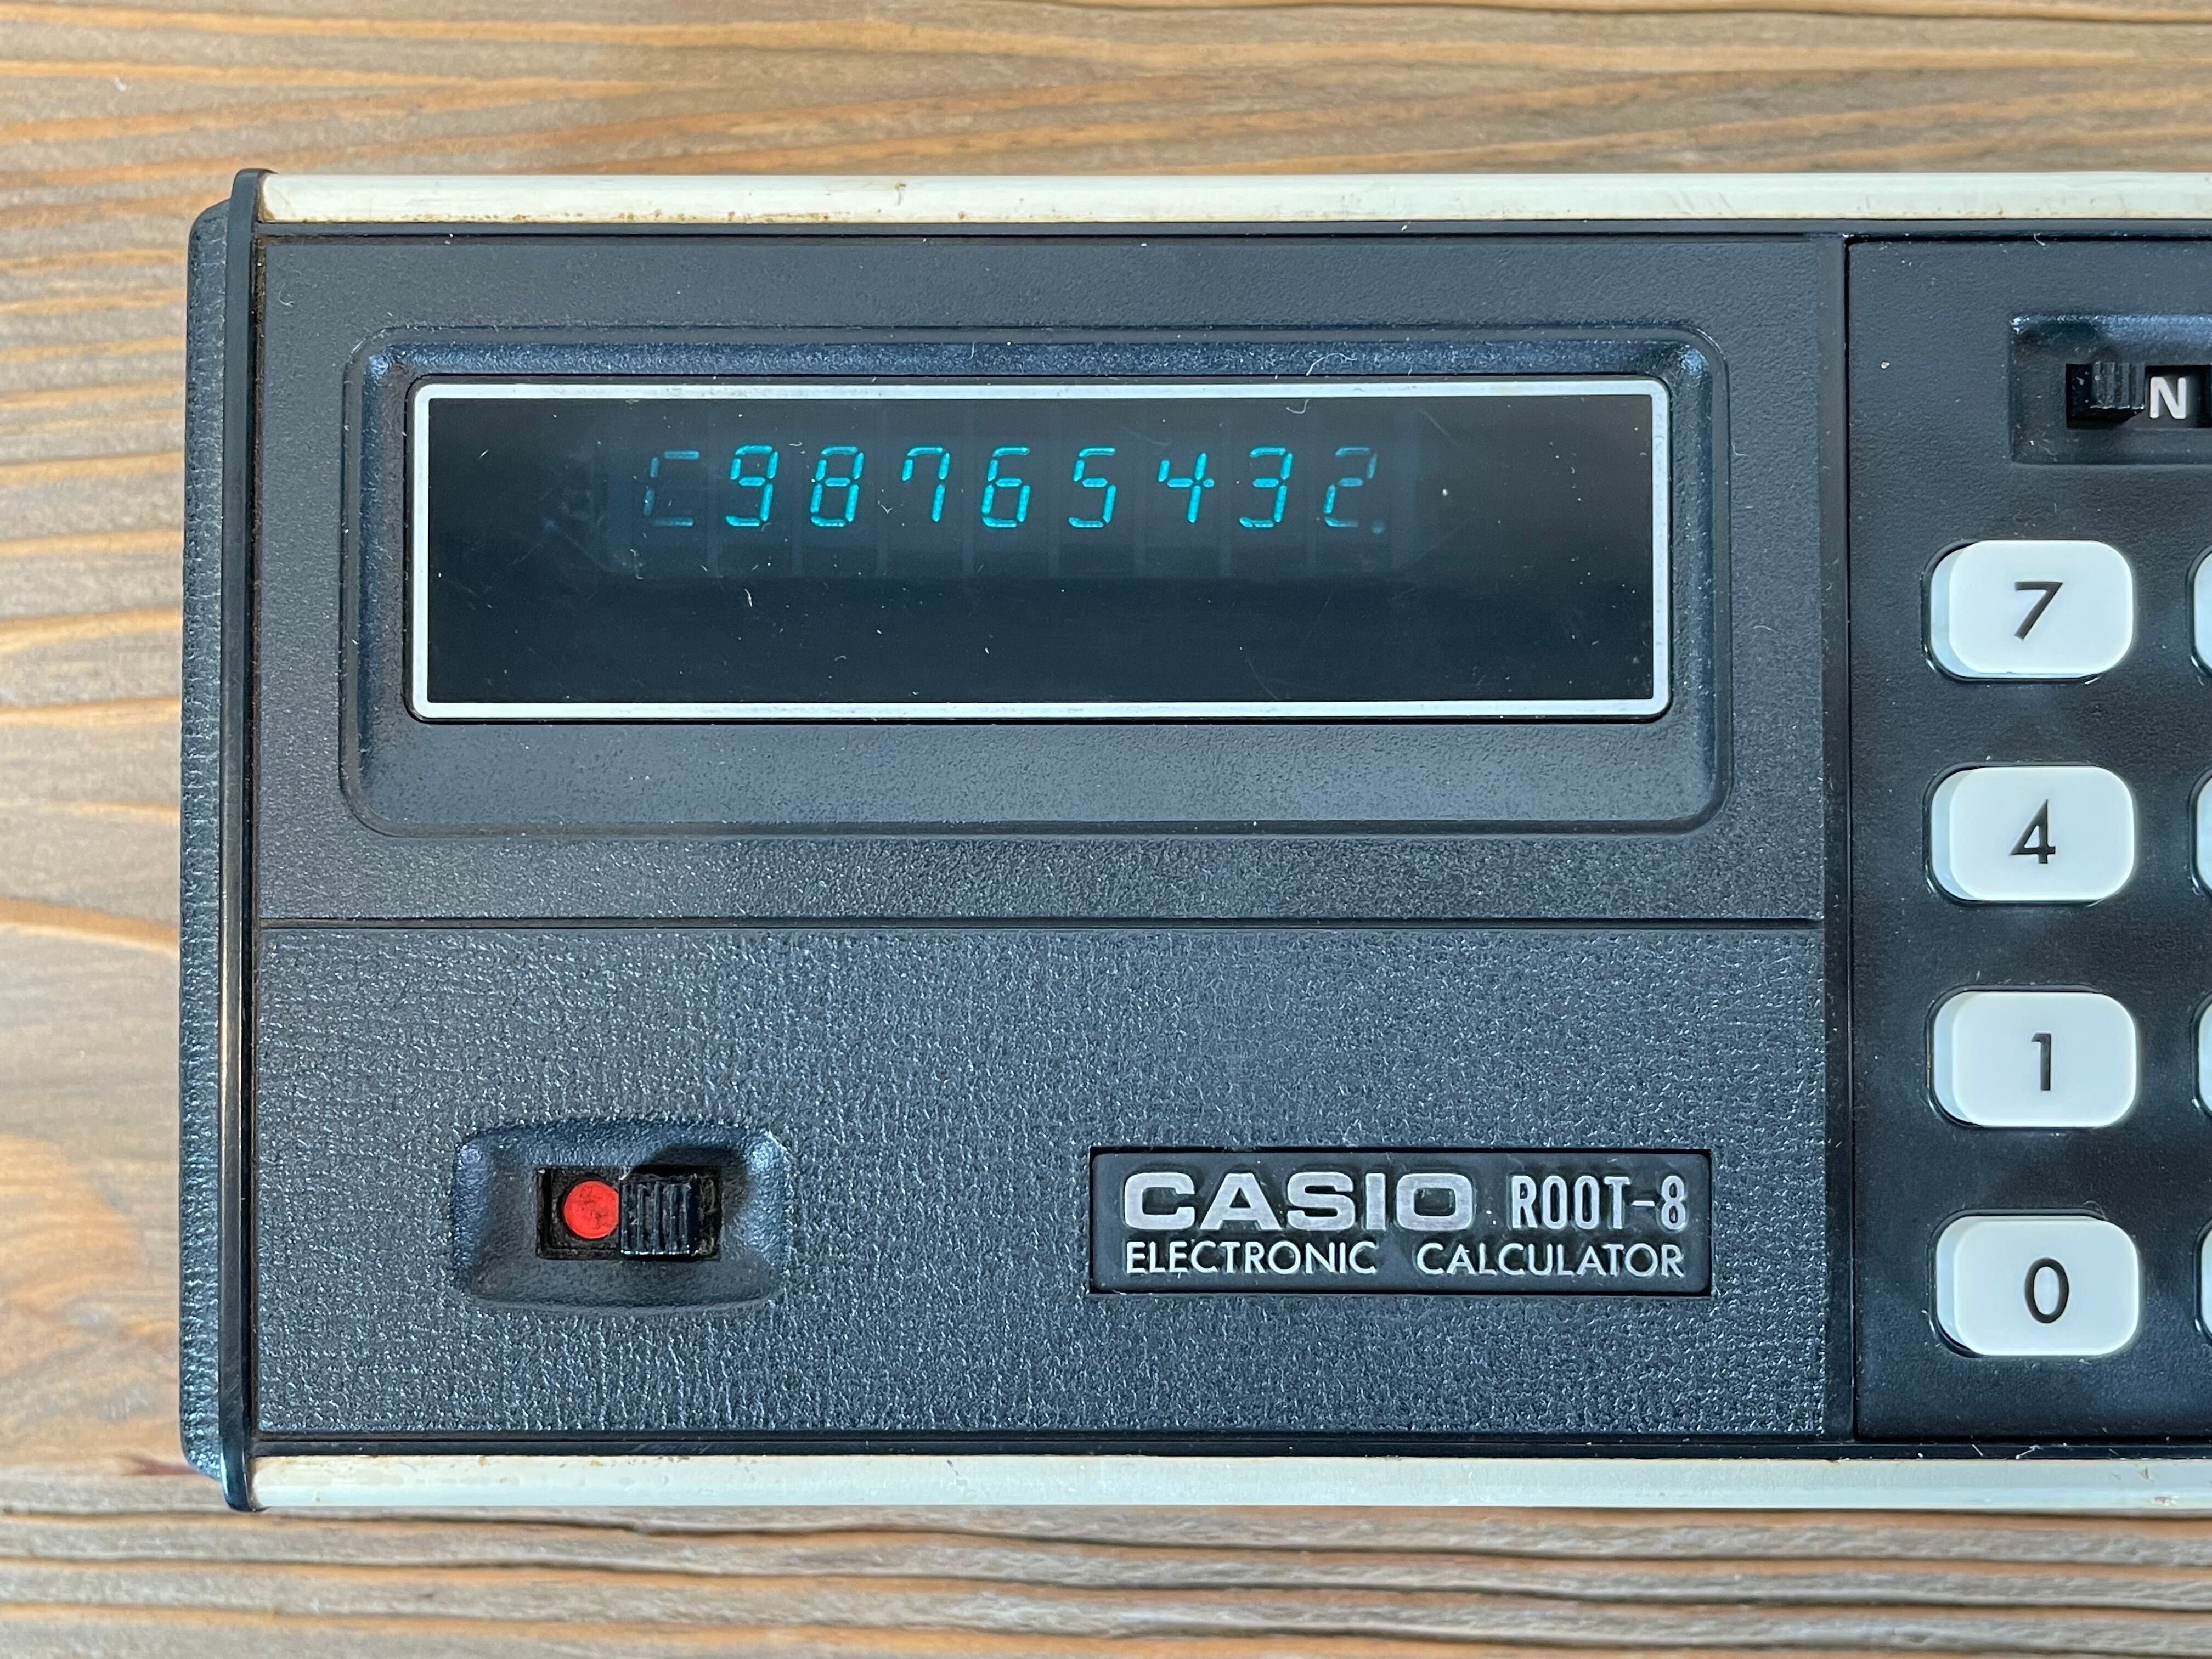 C98765432.
N
7
4
1
0
CASIO ROOT-8
ELECTRONIC CALCULATOR